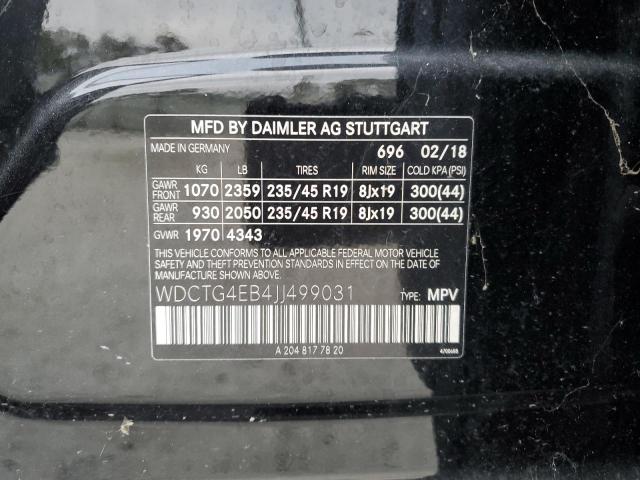 MFD BY DAIMLER AG STUTTGART
MADE IN GERMANY 696 02/18
KG LB TIRES RIM SIZE COLD KPA (PSI)
GAWR FRONT 1070 2359 235/45 R19 8Jx19 300(44)
GAWR REAR 930 2050 235/45 R19 8Jx19 300(44)
GVWR 1970 4343
THIS VEHICLE CONFORMS TO ALL APPLICABLE FEDERAL MOTOR VEHICLE
SAFETY AND THEFT PREVENTION STANDARDS IN EFFECT ON THE DATE OF
MANUFACTURE SHOWN ABOVE.
WDCTG4EB4JJ499031 TYPE: MPV
A 204 817 78 20